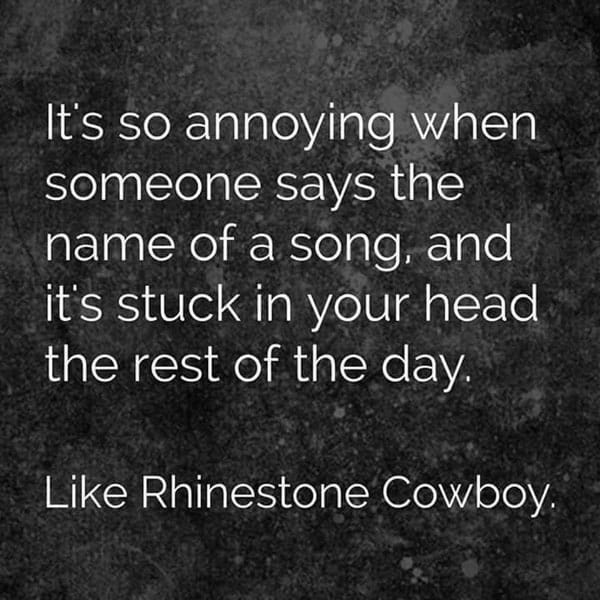 It's so annoying when
someone says the
name of a song, and
it's stuck in your head
the rest of the day.
Like Rhinestone Cowboy.